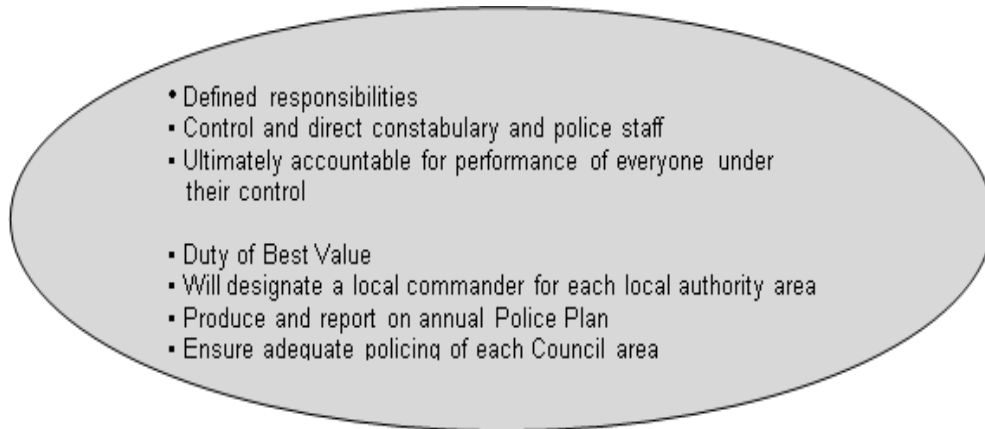 • Defined responsibilities
▪ Control and direct constabulary and police staff
▪ Ultimately accountable for performance of everyone under
their control
▪ Duty of Best Value
▪ Will designate a local commander for each local authority area
▪ Produce and report on annual Police Plan
▪ Ensure adequate policing of each Council area